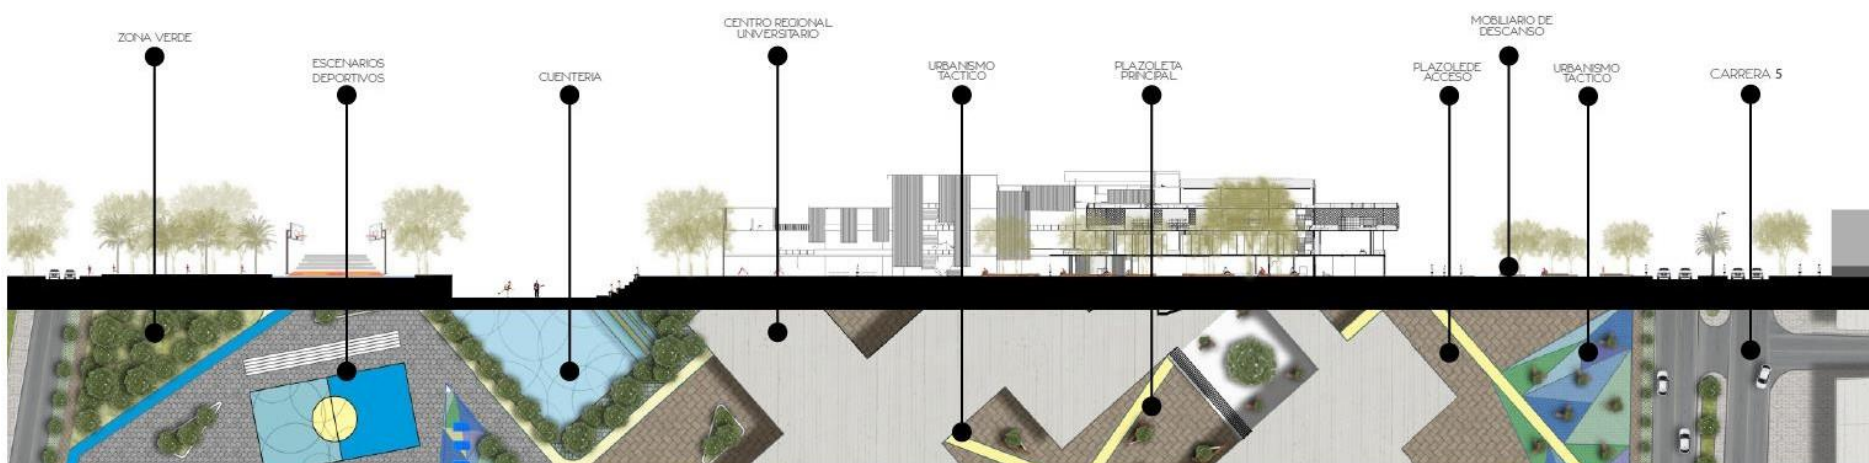 ZONA VERDE
ESCENARIOS
DEPORTIVOS
CUENTERIA
CENTRO REGIONAL
UNIVERSITARIO
URBANISMO
TACTICO
PLAZOLETA
PRINCIPAL
PLAZOLEDE
ACCESO
MOBILIARIO DE
DESCANSO
URBANISMO
TACTICO
CARRERA 5